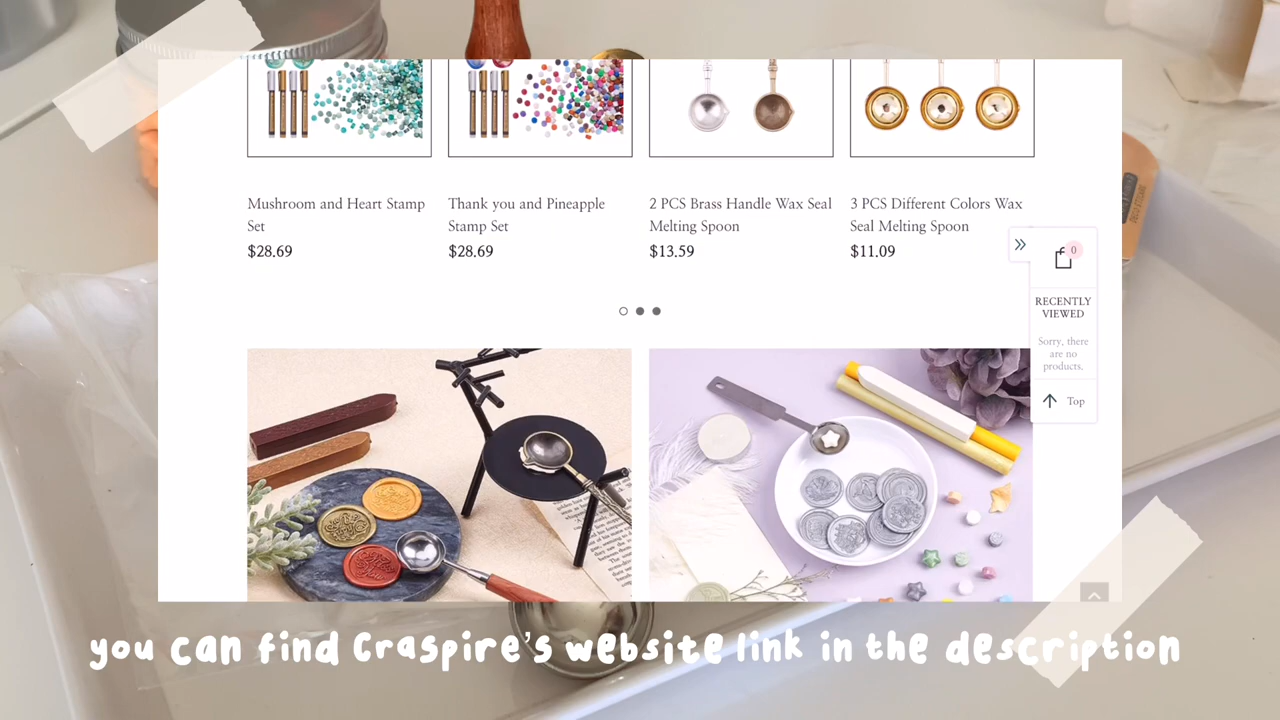 Mushroom and Heart Stamp
Set
$28.69
Thank you and Pineapple
Stamp Set
$28.69
2 PCS Brass Handle Wax Seal
Melting Spoon
$13.59
3 PCS Different Colors Wax
Seal Melting Spoon
$11.09
0
RECENTLY
VIEWED
Sorry, there
are no
products.
Top
you can find Craspire's website link in the description